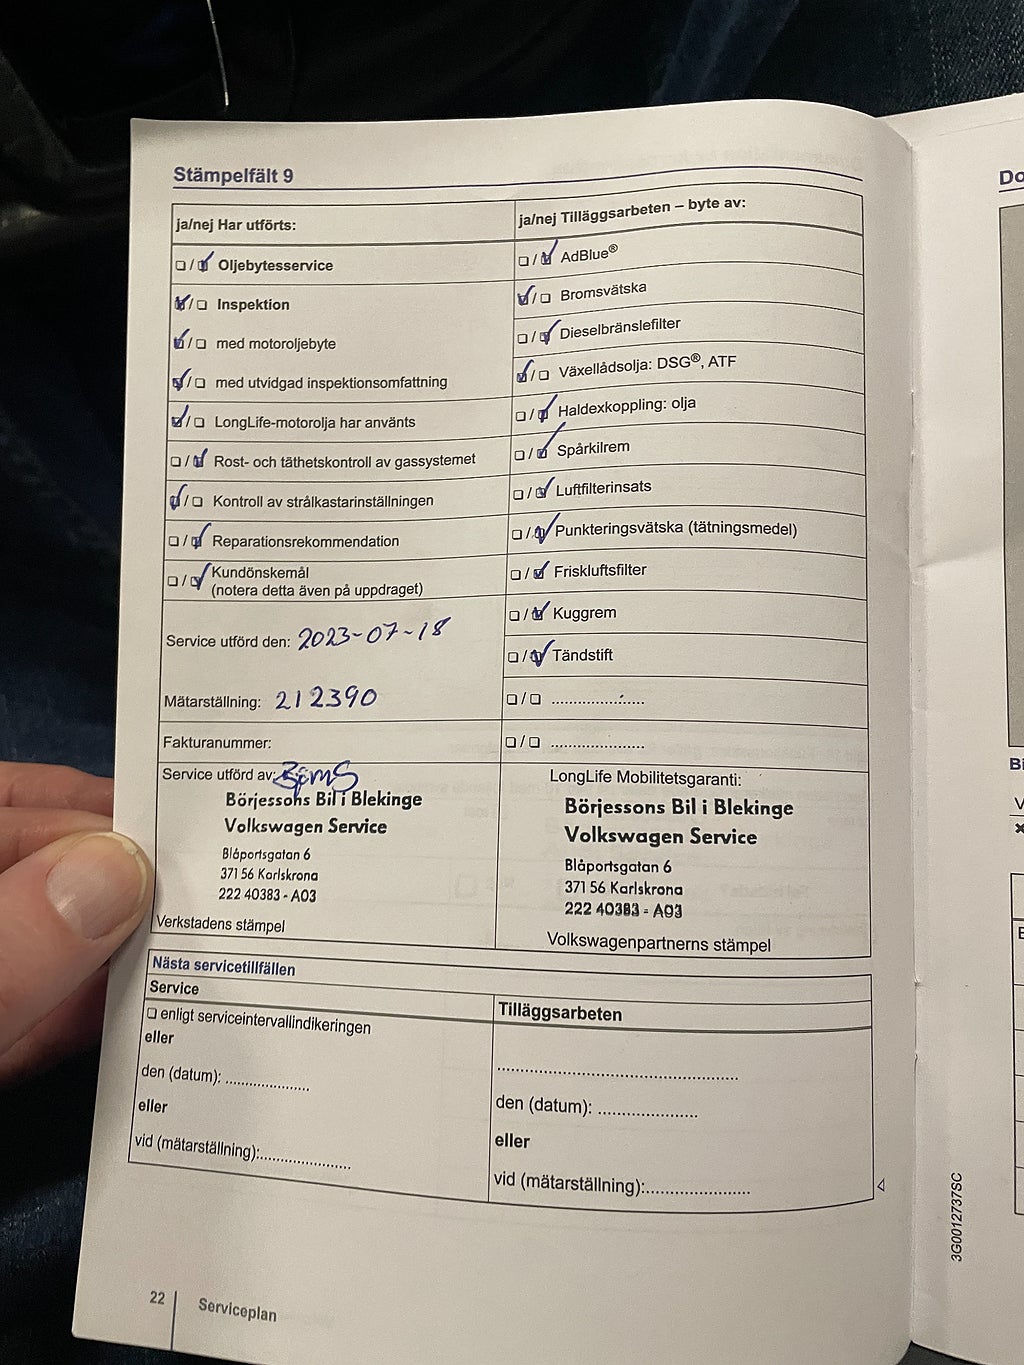 Stämpelfält 9
ja/nej Har utförts:
☐/☑ Oljebytesservice
☑/☐ Inspektion
☑/☐ med motoroljebyte
☑/☐ med utvidgad inspektionsomfattning
☑/☐ LongLife-motorolja har använts
☐/☑ Rost- och täthetskontroll av gassystemet
☑/☐ Kontroll av strålkastarinställningen
☐/☑ Reparationsrekommendation
☐/☑ Kundönskemål
(notera detta även på uppdraget)
Service utförd den: 2023-07-18
Mätarställning: 212390
Fakturanummer:
Service utförd av:
Börjessons Bil i Blekinge
Volkswagen Service
Blåportsgatan 6
371 56 Karlskrona
222 40383 - A03
Verkstadens stämpel
ja/nej Tilläggsarbeten – byte av:
☐/☑ AdBlue®
☑/☐ Bromsvätska
☐/☑ Dieselbränslefilter
☑/☐ Växellådsolja: DSG®, ATF
☐/☑ Haldexkoppling: olja
☐/☑ Spårkilrem
☐/☑ Luftfilterinsats
☐/☑ Punkteringsvätska (tätningsmedel)
☐/☑ Friskluftsfilter
☐/☑ Kuggrem
☐/☑ Tändstift
☐/☐ ......................
☐/☐ ......................
LongLife Mobilitetsgaranti:
Börjessons Bil i Blekinge
Volkswagen Service
Blåportsgatan 6
371 56 Karlskrona
222 40383 - A03
Volkswagenpartnerns stämpel
Nästa servicetillfällen
Service
☐ enligt serviceintervallindikeringen
eller
den (datum): ....................
eller
vid (mätarställning):.....................
Tilläggsarbeten
.....................................................
den (datum): ......................
eller
vid (mätarställning):.......................
22
Serviceplan
3G0012737SC
Do